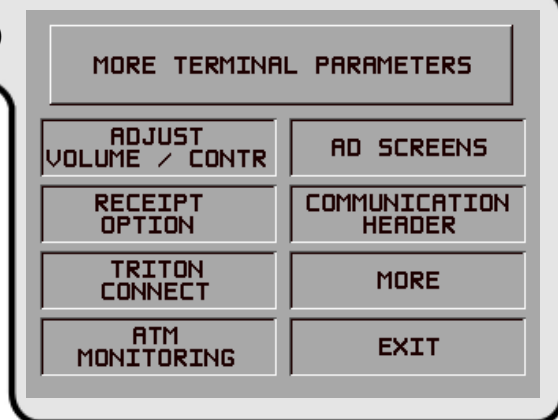 MORE TERMINAL PARAMETERS
ADJUST
VOLUME / CONTR
AD SCREENS
RECEIPT
OPTION
COMMUNICATION
HEADER
TRITON
CONNECT
MORE
ATM
MONITORING
EXIT